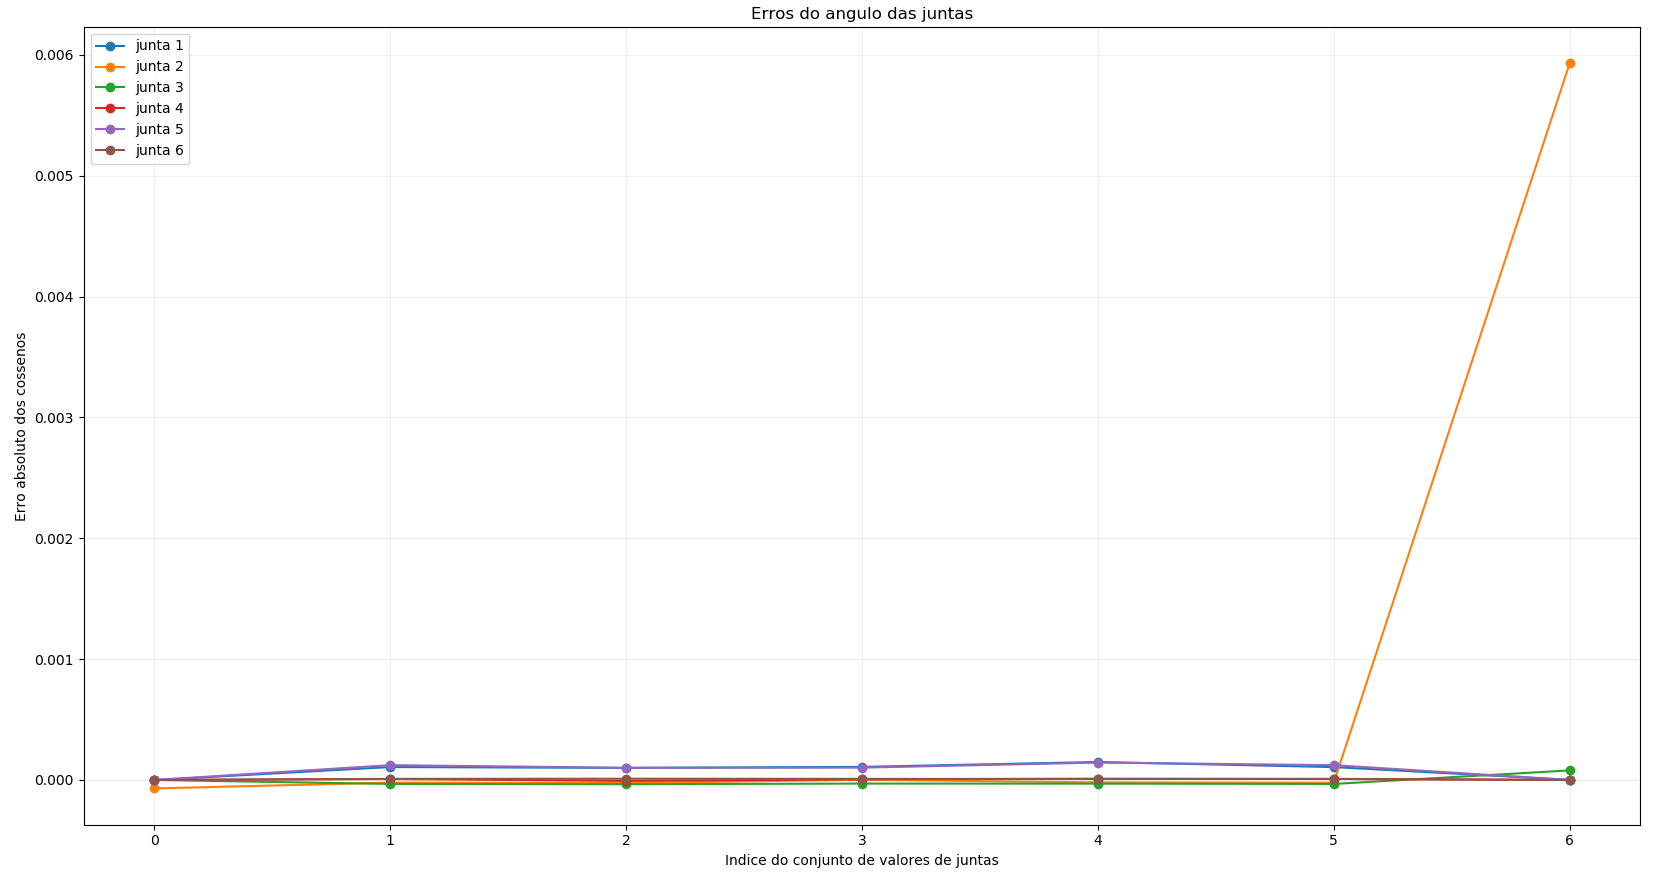 Erros do angulo das juntas
junta 1
junta 2
junta 3
junta 4
junta 5
junta 6
Erro absoluto dos cossenos
0.006
0.005
0.004
0.003
0.002
0.001
0.000
0 1 2 3 4 5 6
Indice do conjunto de valores de juntas